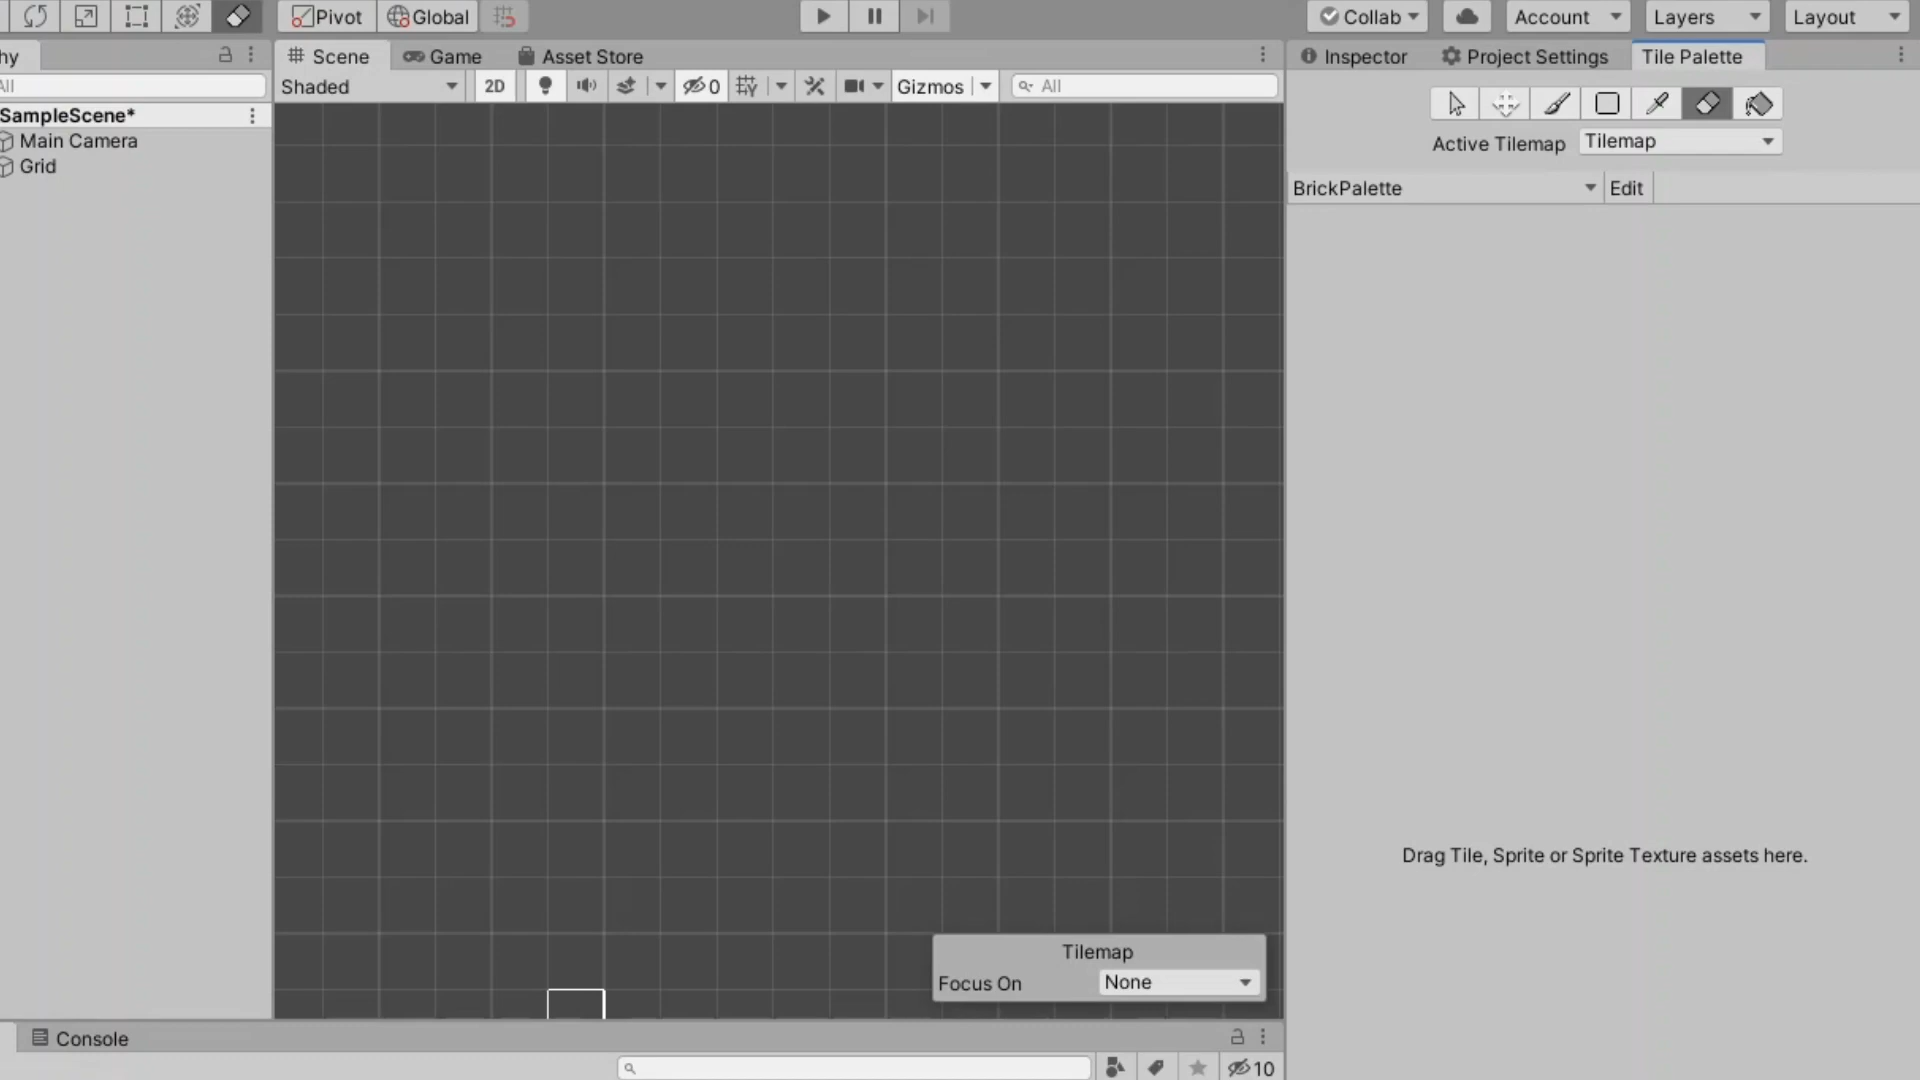 Pivot Global Collab Account Layers Layout
hy Scene Game Asset Store Inspector Project Settings Tile Palette
All Shaded 2D 0 Gizmos All
SampleScene*
Main Camera
Grid
Active Tilemap Tilemap
BrickPalette Edit
Drag Tile, Sprite or Sprite Texture assets here.
Tilemap
Focus On None
Console
10